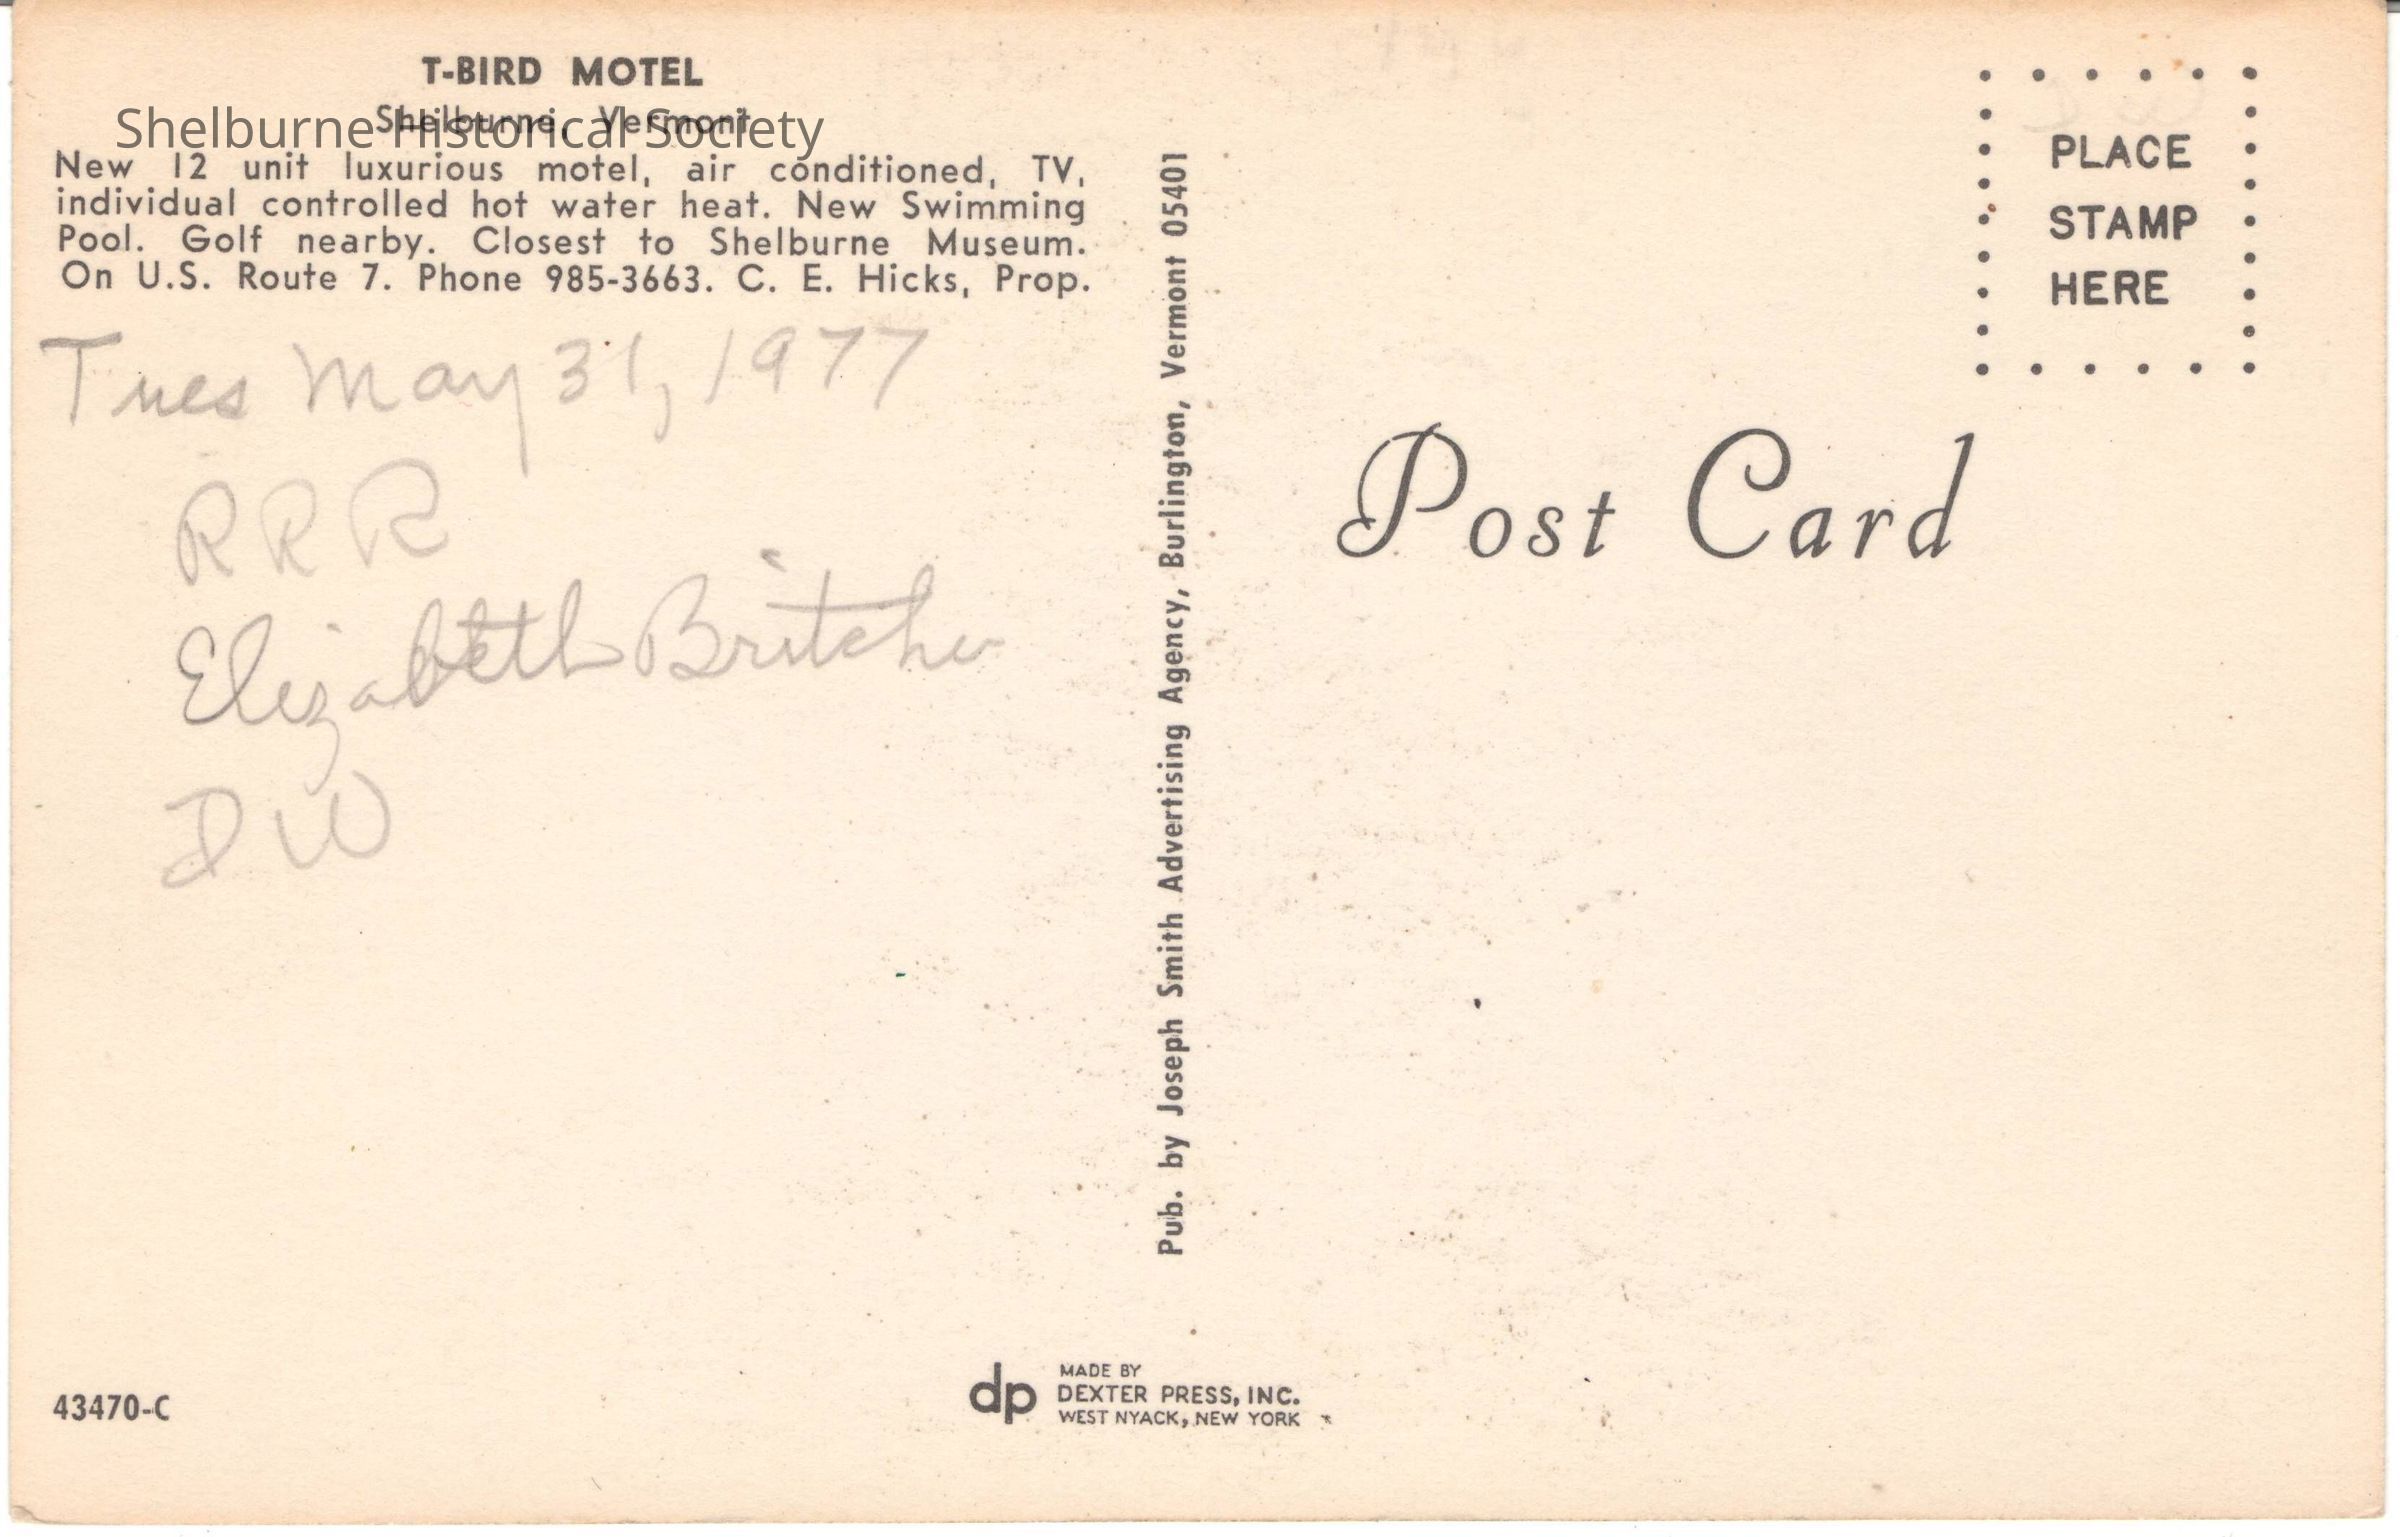 T-BIRD MOTEL
Shelburne, Vermont
Shelburne Historical Society
New 12 unit luxurious motel, air conditioned, TV,
individual controlled hot water heat. New Swimming
Pool. Golf nearby. Closest to Shelburne Museum.
On U.S. Route 7. Phone 985-3663. C. E. Hicks, Prop.
Tues May 31, 1977
RRR
Elizabeth Britcher
DW
43470-C
Pub. by Joseph Smith Advertising Agency, Burlington, Vermont 05401
dp
MADE BY
DEXTER PRESS, INC.
WEST NYACK, NEW YORK
PLACE
STAMP
HERE
Post Card